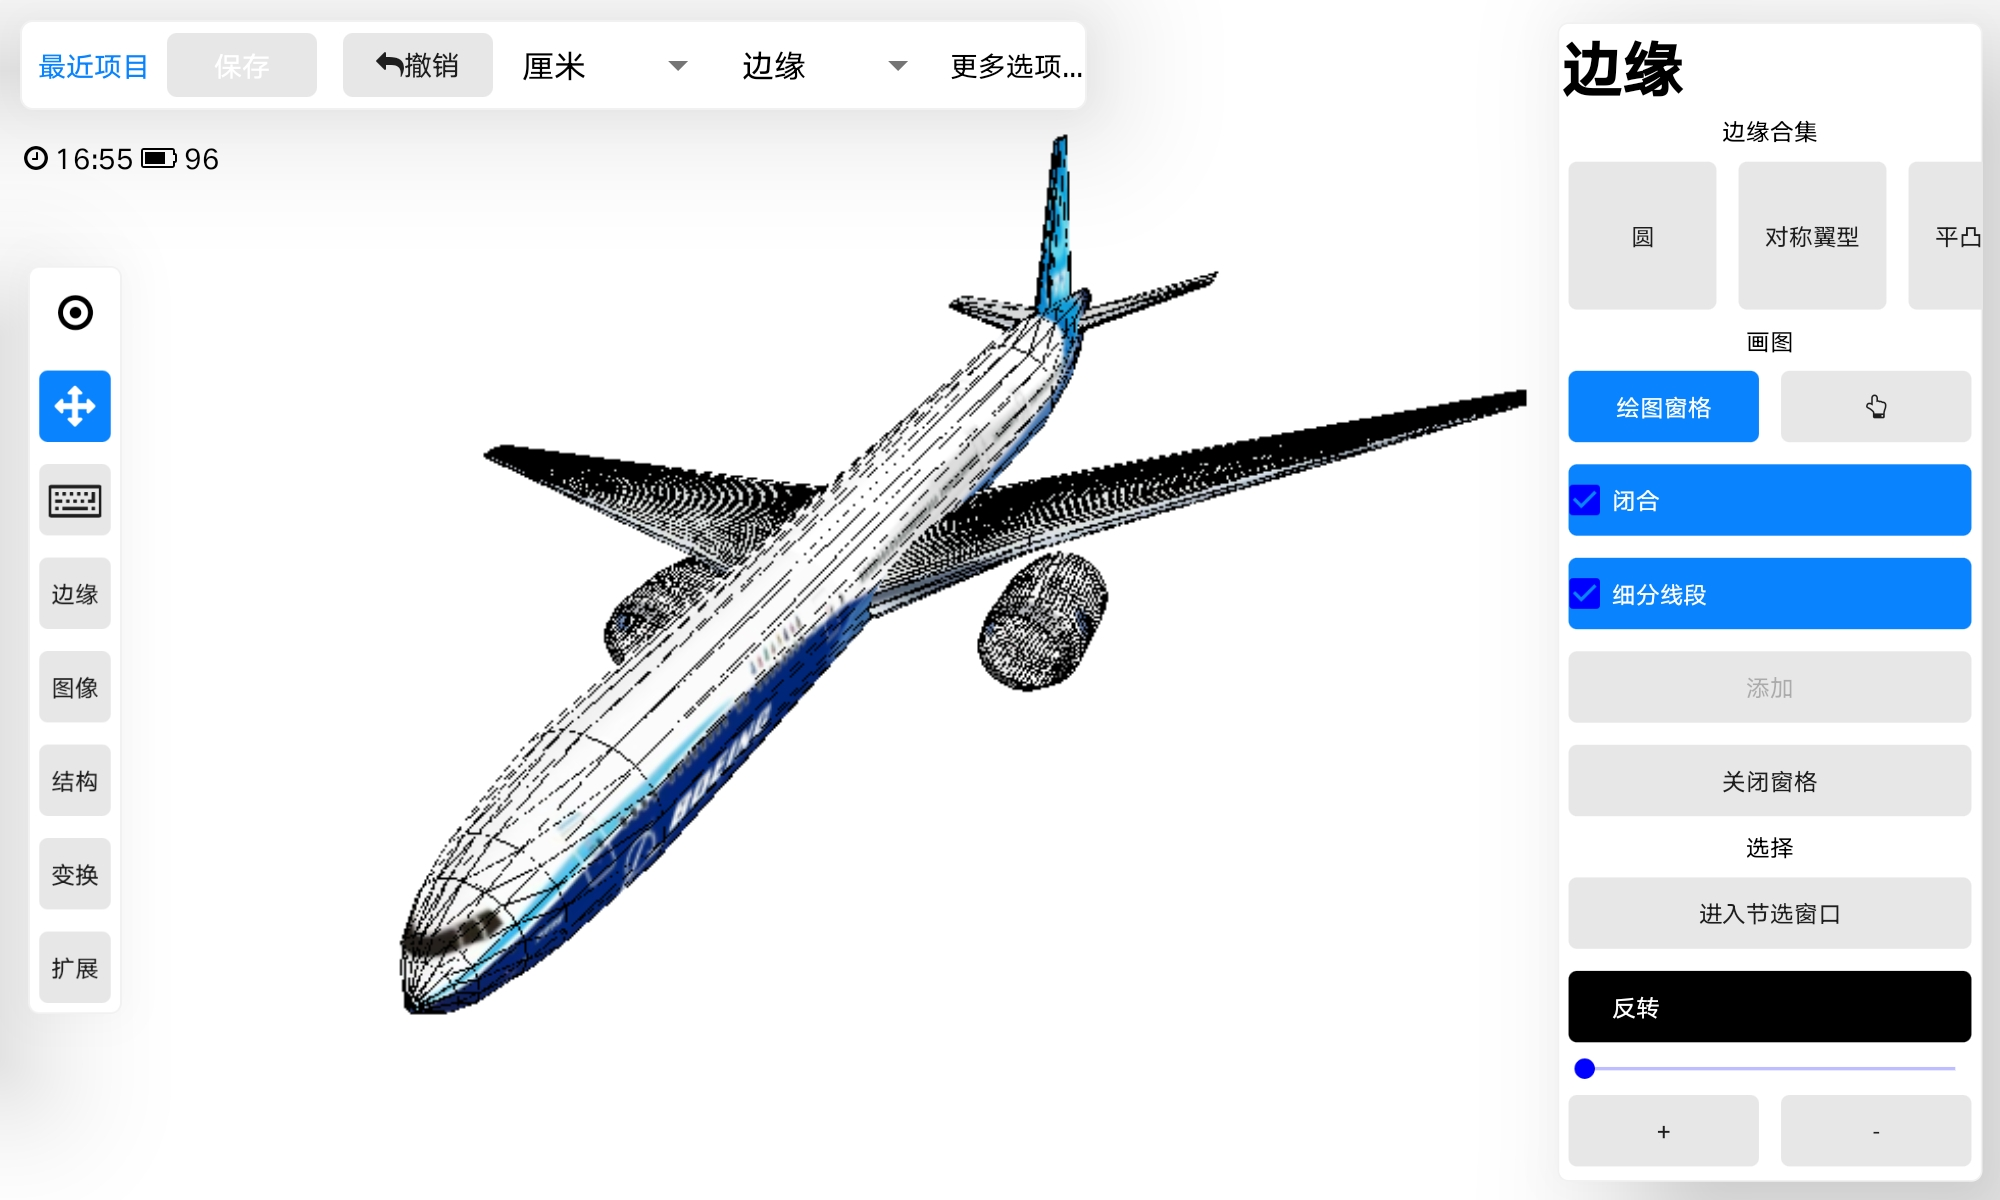 最近项目
保存
撤销
厘米
边缘
更多选项...
16:55 96
边缘
图像
结构
变换
扩展
BOEING
边缘
边缘合集
圆
对称翼型
平凸
画图
绘图窗格
闭合
细分线段
添加
关闭窗格
选择
进入节选窗口
反转
+
-